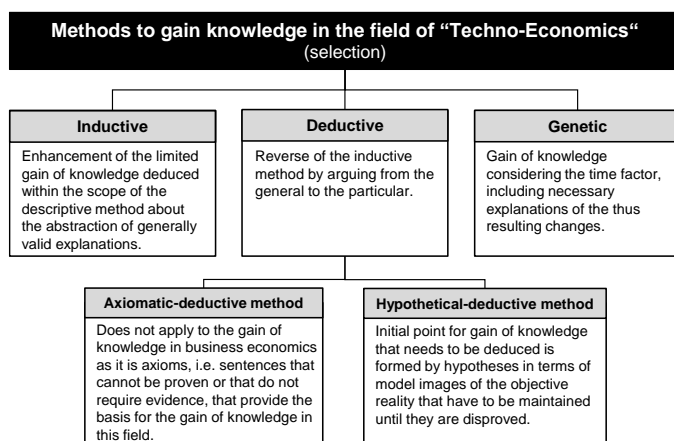 Methods to gain knowledge in the field of “Techno-Economics“
(selection)
Inductive
Enhancement of the limited
gain of knowledge deduced
within the scope of the
descriptive method about
the abstraction of generally
valid explanations.
Deductive
Reverse of the inductive
method by arguing from the
general to the particular.
Genetic
Gain of knowledge
considering the time factor,
including necessary
explanations of the thus
resulting changes.
Axiomatic-deductive method
Does not apply to the gain of
knowledge in business economics
as it is axioms, i.e. sentences that
cannot be proven or that do not
require evidence, that provide the
basis for the gain of knowledge in
this field.
Hypothetical-deductive method
Initial point for gain of knowledge
that needs to be deduced is
formed by hypotheses in terms of
model images of the objective
reality that have to be maintained
until they are disproved.